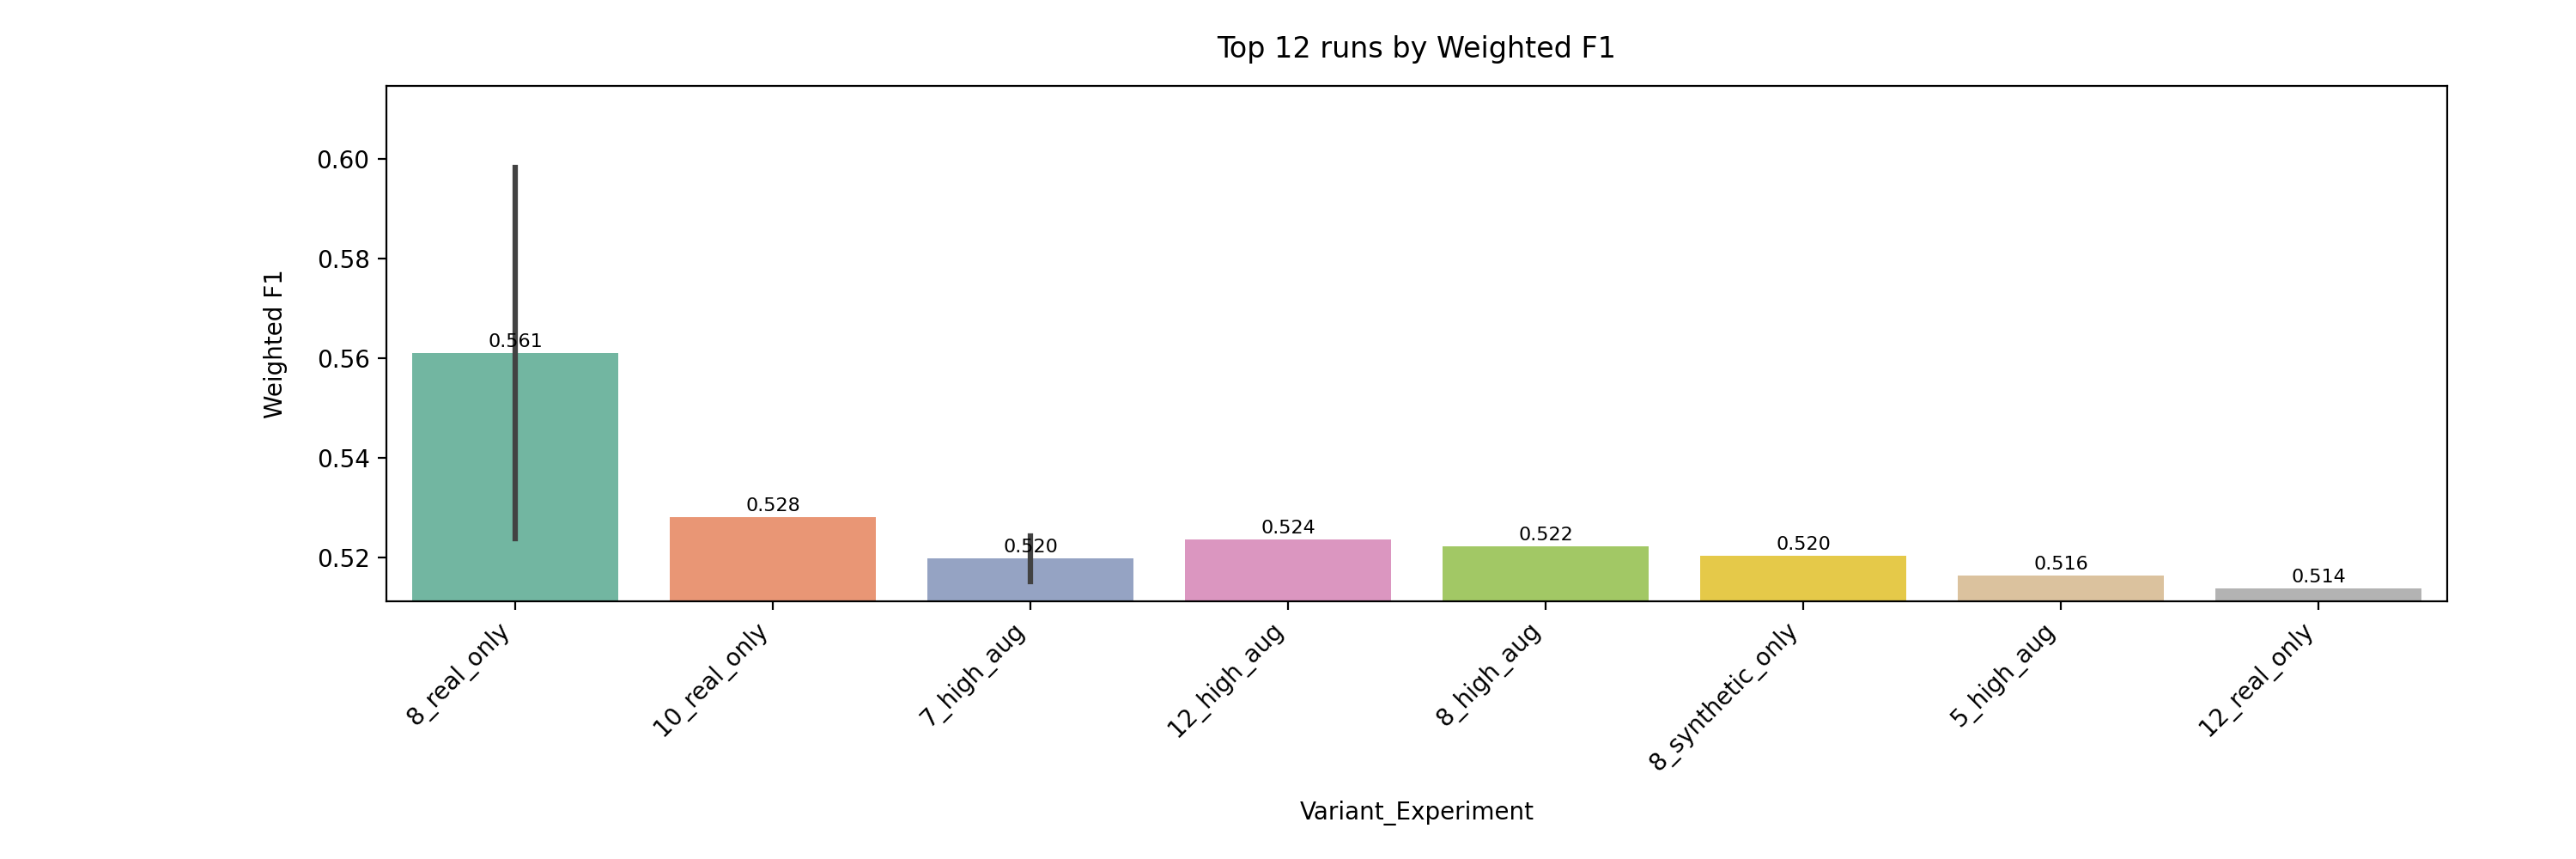 Top 12 runs by Weighted F1
Weighted F1
0.60
0.58
0.56
0.54
0.52
0.561
0.528
0.520
0.524
0.522
0.520
0.516
0.514
8_real_only
10_real_only
7_high_aug
12_high_aug
8_high_aug
8_synthetic_only
5_high_aug
12_real_only
Variant_Experiment